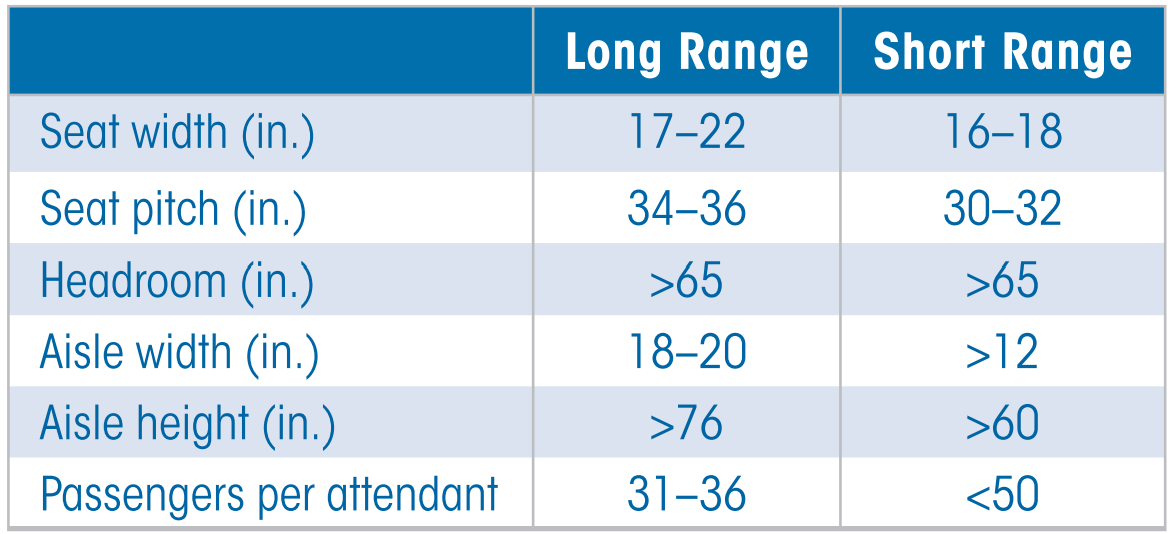 Long Range Short Range
Seat width (in.) 17–22 16–18
Seat pitch (in.) 34–36 30–32
Headroom (in.) >65 >65
Aisle width (in.) 18–20 >12
Aisle height (in.) >76 >60
Passengers per attendant 31–36 <50